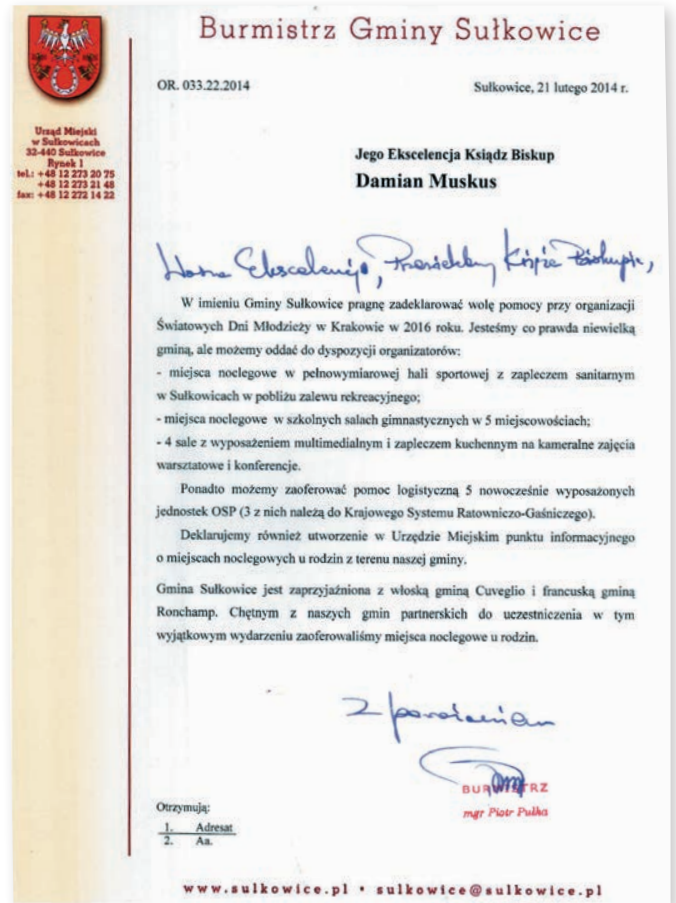 Burmistrz Gminy Sułkowice
OR. 033.22.2014
Sułkowice, 21 lutego 2014 r.
Urząd Miejski
w Sułkowicach
32-440 Sułkowice
Rynek 1
tel.: +48 12 273 20 75
+48 12 273 21 48
fax: +48 12 272 14 22
Jego Ekscelencja Ksiądz Biskup
Damian Muskus
Ekscelencjo, Księże Biskupie,
W imieniu Gminy Sułkowice pragnę zadeklarować wolę pomocy przy organizacji
Światowych Dni Młodzieży w Krakowie w 2016 roku. Jesteśmy co prawda niewielką
gminą, ale możemy oddać do dyspozycji organizatorów:
- miejsca noclegowe w pełnowymiarowej hali sportowej z zapleczem sanitarnym
w Sułkowicach w pobliżu zalewu rekreacyjnego;
- miejsca noclegowe w szkolnych salach gimnastycznych w 5 miejscowościach;
- 4 sale z wyposażeniem multimedialnym i zapleczem kuchennym na kameralne zajęcia
warsztatowe i konferencje.
Ponadto możemy zaoferować pomoc logistyczną 5 nowocześnie wyposażonych
jednostek OSP (3 z nich należą do Krajowego Systemu Ratowniczo-Gaśniczego).
Deklarujemy również utworzenie w Urzędzie Miejskim punktu informacyjnego
o miejscach noclegowych u rodzin z terenu naszej gminy.
Gmina Sułkowice jest zaprzyjaźniona z włoską gminą Cuveglio i francuską gminą
Ronchamp. Chętnym z naszych gmin partnerskich do uczestniczenia w tym
wyjątkowym wydarzeniu zaoferowaliśmy miejsca noclegowe u rodzin.
Z poważaniem
BURMISTRZ
mgr Piotr Pułka
Otrzymują:
1. Adresat
2. Aa.
www.sulkowice.pl • sulkowice@sulkowice.pl